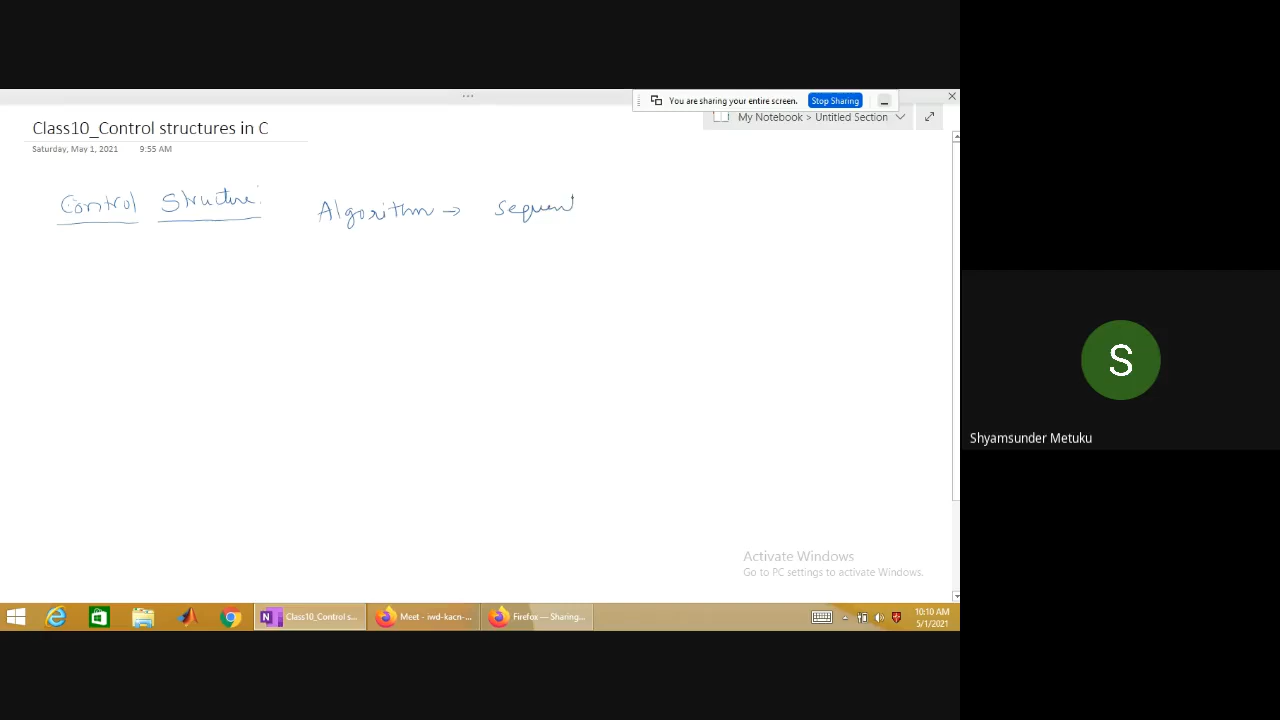 You are sharing your entire screen. Stop Sharing
My Notebook > Untitled Section
Class10_Control structures in C
Saturday, May 1, 2021 9:55 AM
Control Structure: Algorithm → Sequent
S
Shyamsunder Metuku
Activate Windows
Go to PC settings to activate Windows.
Class10_Control s... Meet - iwd-kacn-... Firefox — Sharing... 10:10 AM
5/1/2021